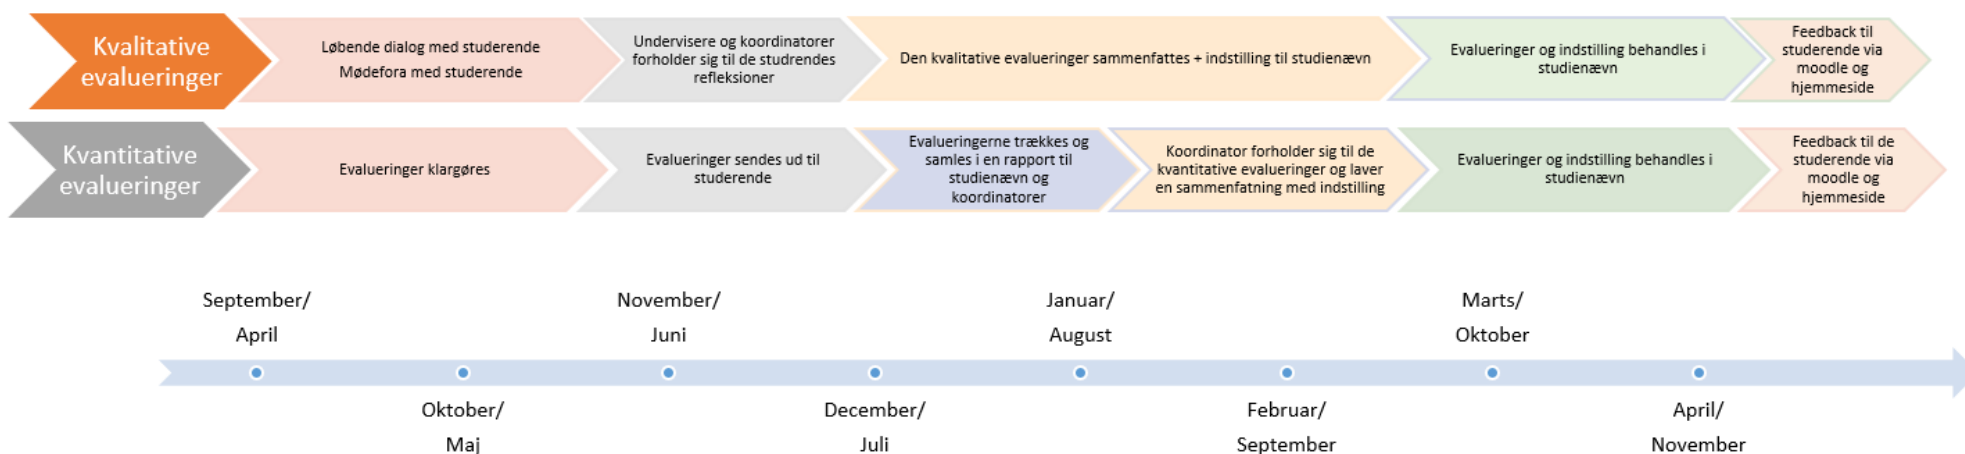 Kvalitative
evalueringer
Løbende dialog med studerende
Mødefora med studerende
Undervisere og koordinatorer
forholder sig til de studrendes
refleksioner
Den kvalitative evalueringer sammenfattes + indstilling til studienævn
Evalueringer og indstilling behandles i
studienævn
Feedback til
studerende via
moodle og
hjemmeside
Kvantitative
evalueringer
Evalueringer klargøres
Evalueringer sendes ud til
studerende
Evalueringerne trækkes og
samles i en rapport til
studienævn og
koordinatorer
Koordinator forholder sig til de
kvantitative evalueringer og laver
en sammenfatning med indstilling
Evalueringer og indstilling behandles i
studienævn
Feedback til de
studerende via
moodle og
hjemmeside
September/
April
Oktober/
Maj
November/
Juni
December/
Juli
Januar/
August
Februar/
September
Marts/
Oktober
April/
November